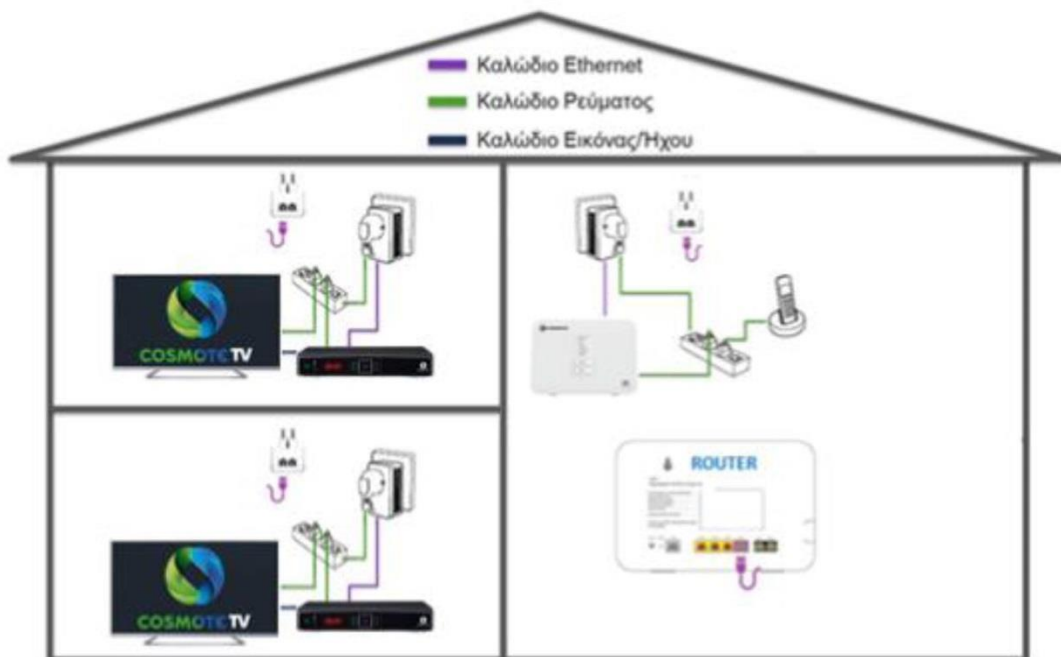 Καλώδιο Ethernet
Καλώδιο Ρεύματος
Καλώδιο Εικόνας/Ήχου
COSMOTE TV
COSMOTE TV
ROUTER